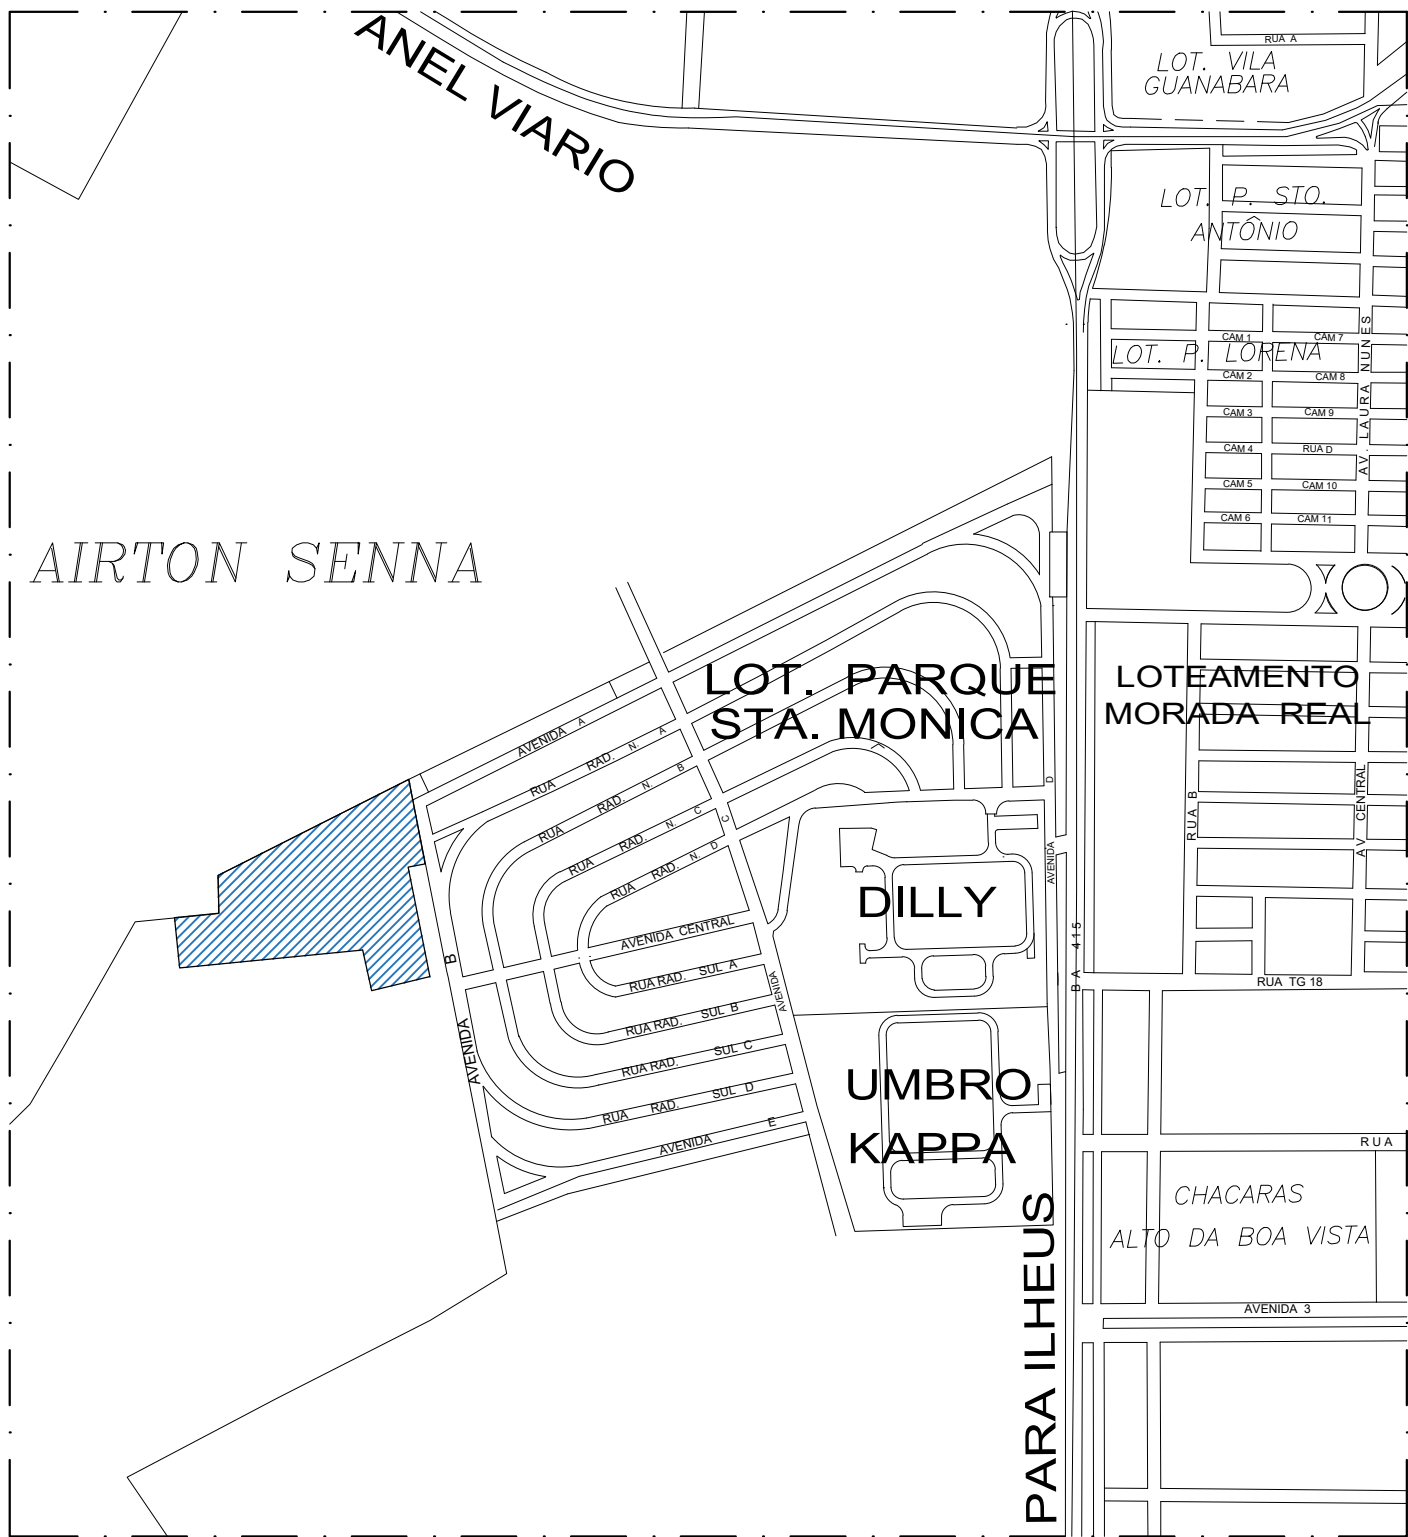 ANEL VIARIO
RUA A
LOT. VILA
GUANABARA
LOT. P. STO.
ANTÔNIO
CAM 1
CAM 7
LOT. P. LORENA
CAM 2
CAM 8
CAM 3
CAM 9
CAM 4
RUA D
CAM 5
CAM 10
CAM 6
CAM 11
AV. LAURA NUNES
AIRTON SENNA
LOT. PARQUE
STA. MONICA
LOTEAMENTO
MORADA REAL
AVENIDA A
RUA RAD. N. A
RUA RAD. N. B
RUA RAD. N. C
RUA RAD. N. D
AVENIDA CENTRAL
RUA RAD. SUL A
RUA RAD. SUL B
RUA RAD. SUL C
RUA RAD. SUL D
AVENIDA E
AVENIDA B
AVENIDA C
AVENIDA D
DILLY
UMBRO
KAPPA
BA 415
RUA B
AV CENTRAL
RUA TG 18
RUA
CHACARAS
ALTO DA BOA VISTA
AVENIDA 3
PARA ILHEUS